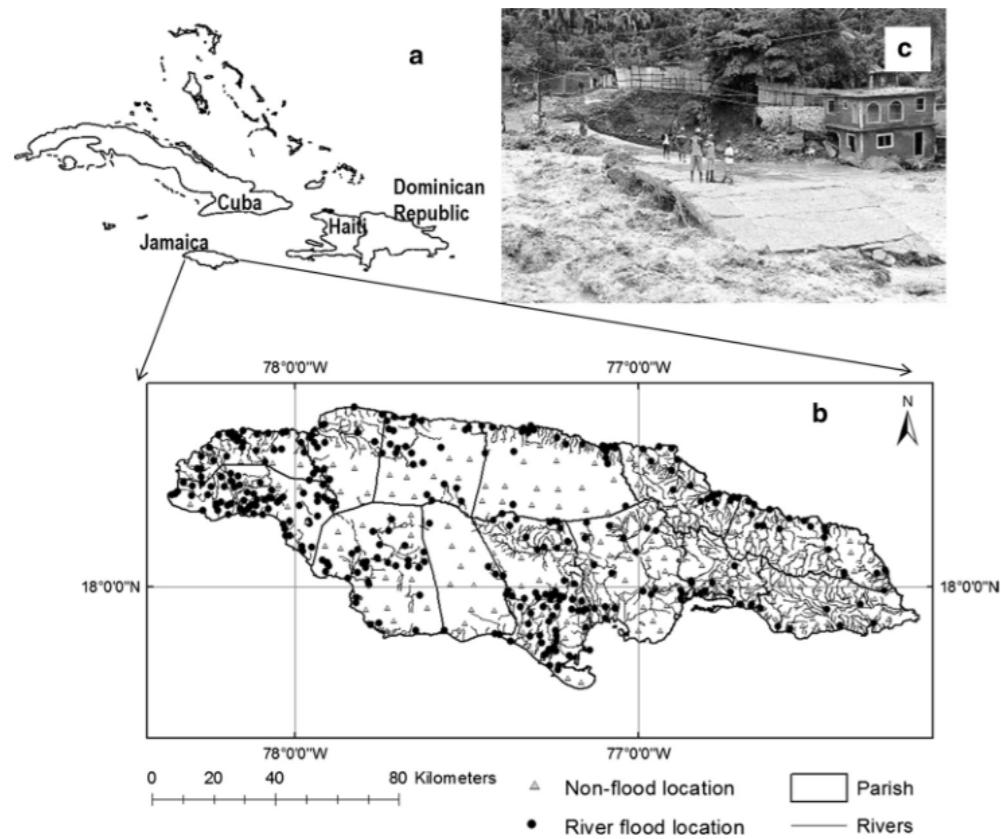 a
c
Cuba
Dominican
Republic
Haiti
Jamaica
78°0'0"W
77°0'0"W
b
N
18°0'0"N
18°0'0"N
78°0'0"W
77°0'0"W
0 20 40 80 Kilometers
Non-flood location
Parish
River flood location
Rivers